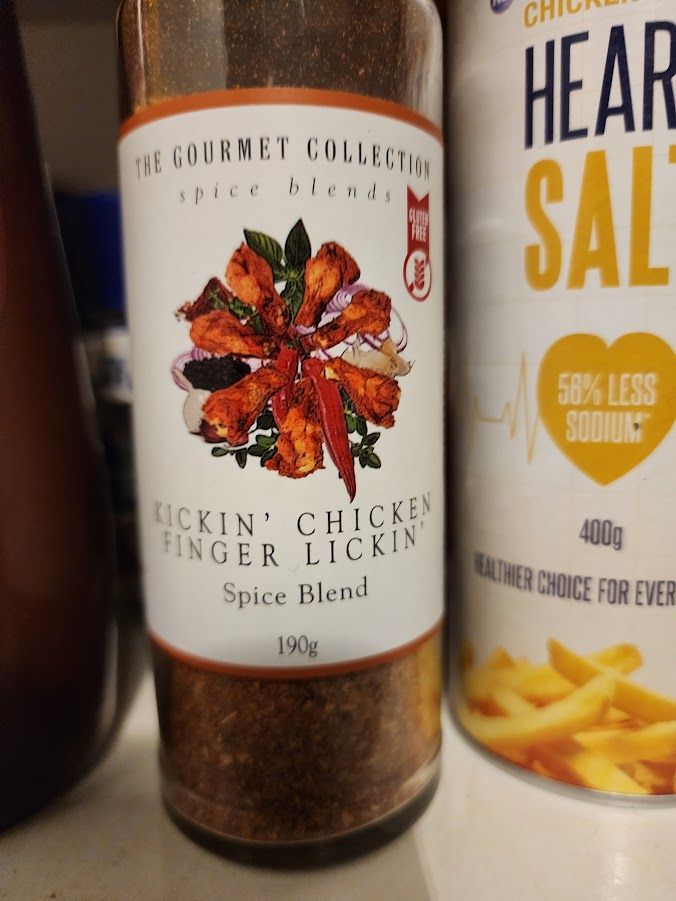 THE GOURMET COLLECTION
spice blends
GLUTEN
FREE
KICKIN' CHICKEN
FINGER LICKIN'
Spice Blend
190g
CHICKEN
HEAR
SAL
56% LESS
SODIUM*
400g
HEALTHIER CHOICE FOR EVER